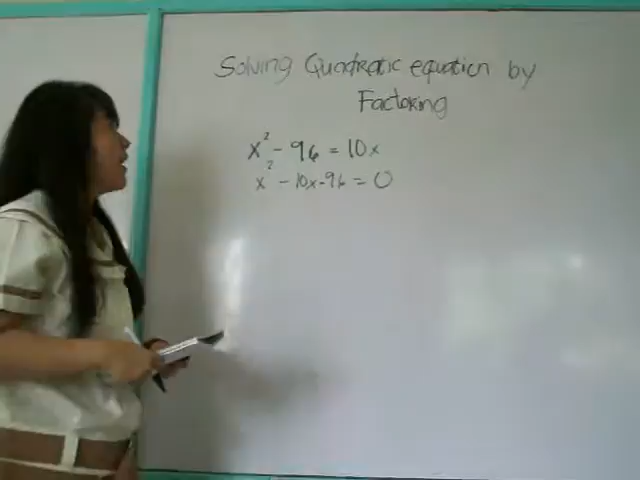 Solving Quadratic equation by
Factoring
x² - 96 = 10x
x² - 10x - 96 = 0